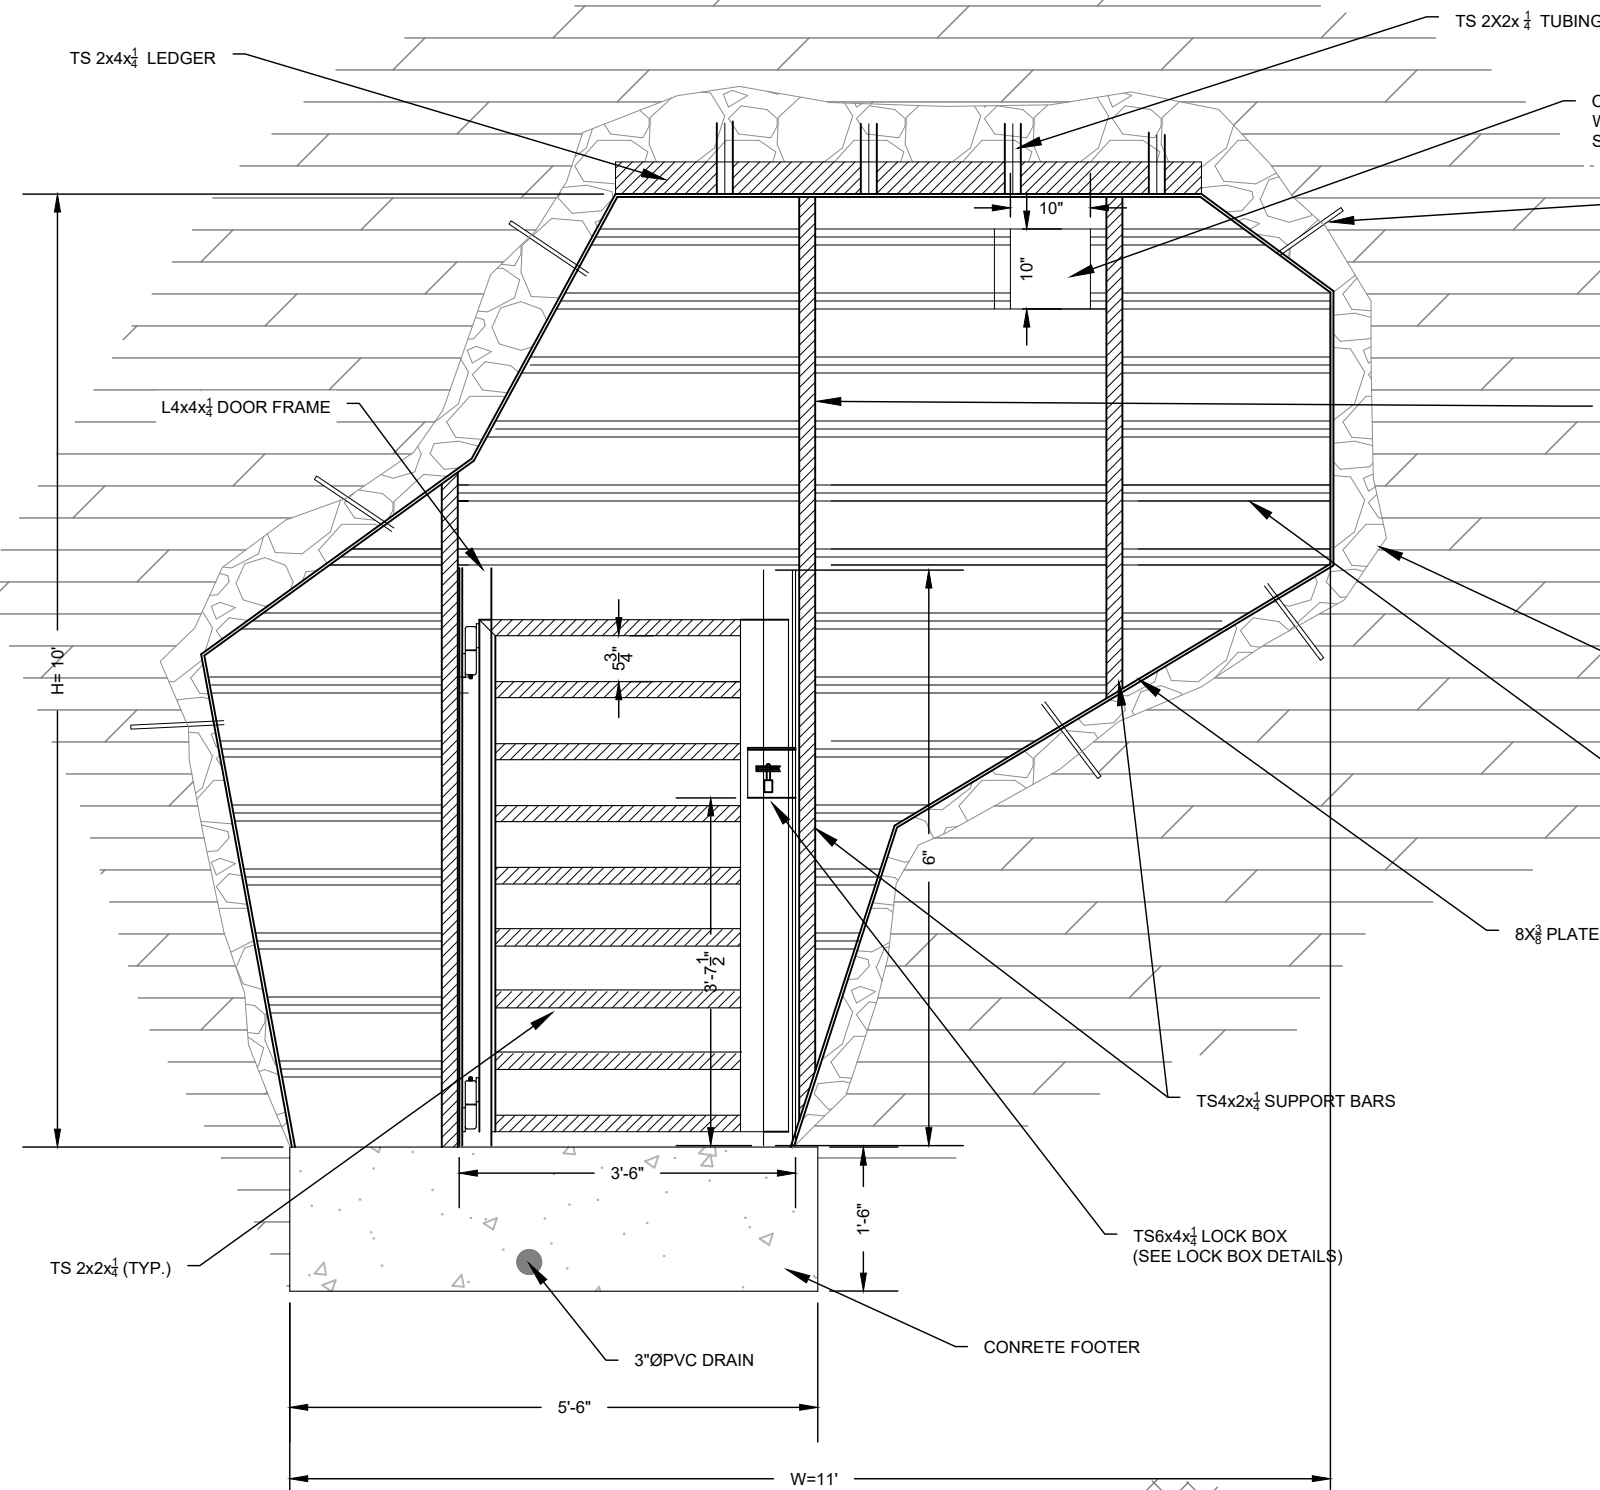 TS 2X2x 1/4 TUBING
TS 2x4x1/4 LEDGER
10"
10"
L4x4x1/4 DOOR FRAME
5 3/4"
H= 10'
6"
8X3/8 PLATE
3'-7 1/2"
TS4x2x1/4 SUPPORT BARS
3'-6"
1'-6"
TS6x4x1/4 LOCK BOX
(SEE LOCK BOX DETAILS)
TS 2x2x1/4 (TYP.)
CONRETE FOOTER
3"ØPVC DRAIN
5'-6"
W=11'